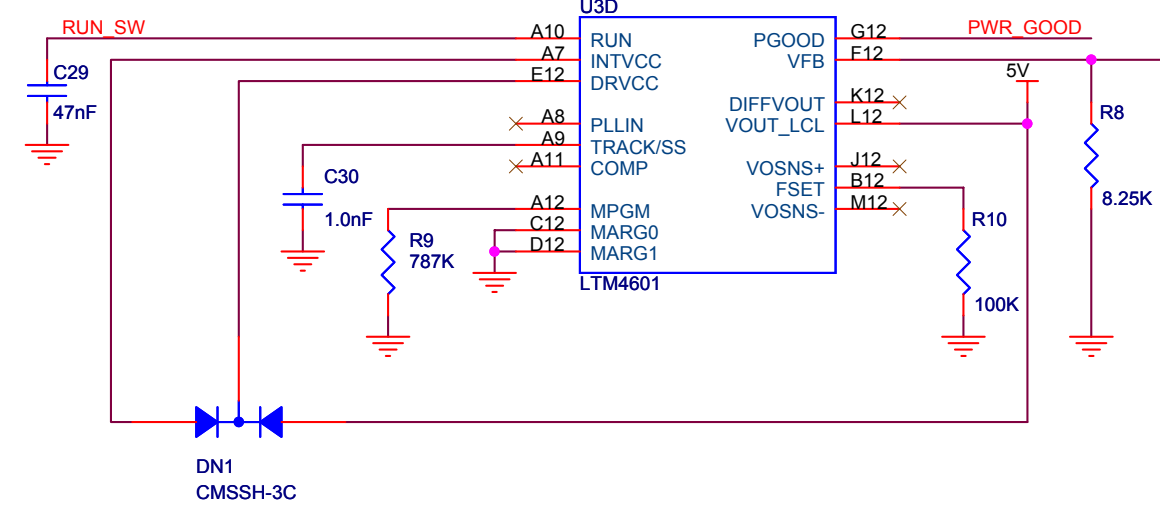 U3D
RUN_SW
A10
RUN
PGOOD
G12
PWR_GOOD
A7
INTVCC
VFB
F12
C29
E12
DRVCC
5V
47nF
DIFFVOUT
K12
R8
A8
PLLIN
VOUT_LCL
L12
A9
TRACK/SS
A11
COMP
VOSNS+
J12
C30
FSET
B12
8.25K
1.0nF
A12
MPGM
VOSNS-
M12
R10
C12
MARG0
R9
787K
D12
MARG1
LTM4601
100K
DN1
CMSSH-3C